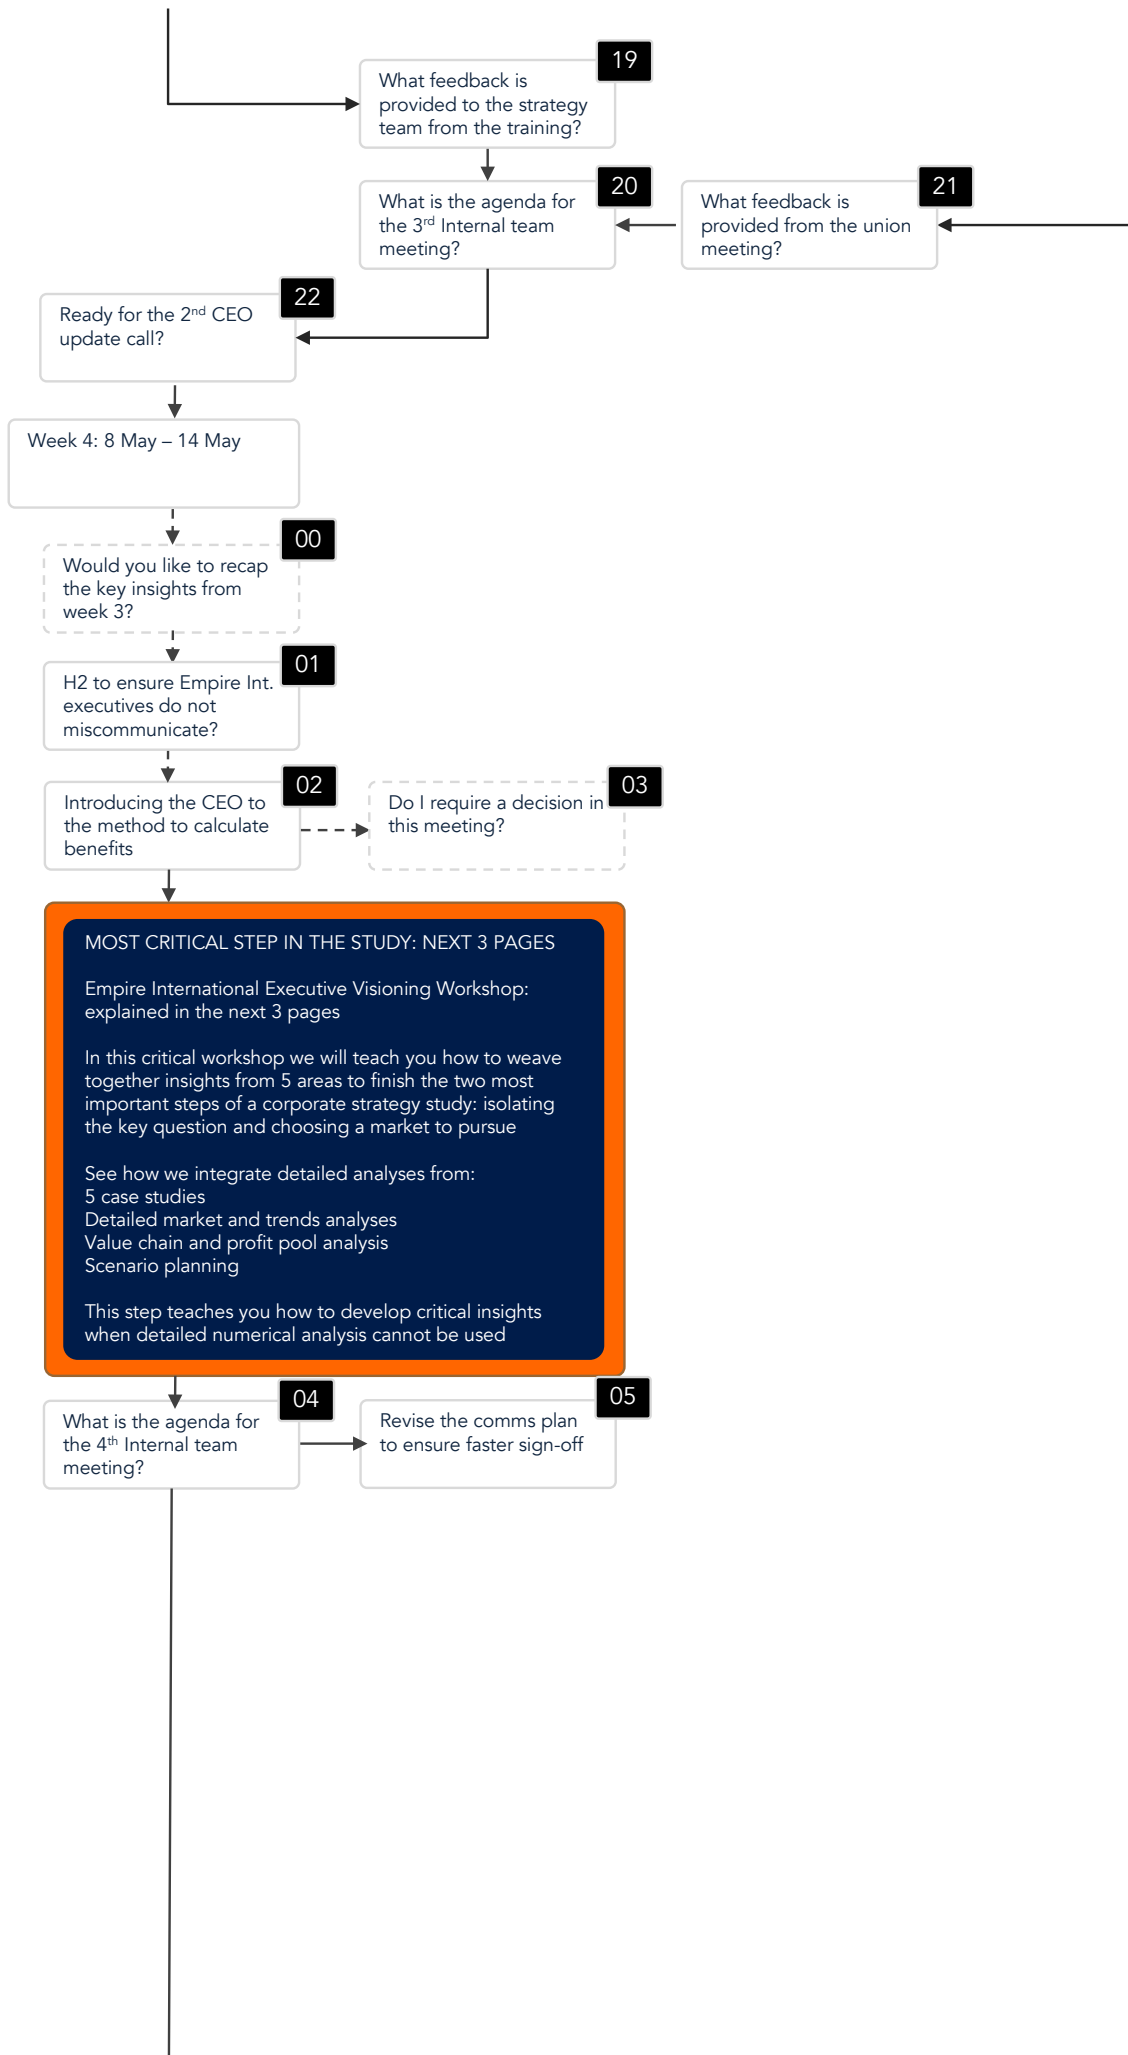 19
What feedback is
provided to the strategy
team from the training?
20
What is the agenda for
the 3rd Internal team
meeting?
21
What feedback is
provided from the union
meeting?
22
Ready for the 2nd CEO
update call?
Week 4: 8 May – 14 May
00
Would you like to recap
the key insights from
week 3?
01
H2 to ensure Empire Int.
executives do not
miscommunicate?
02
Introducing the CEO to
the method to calculate
benefits
03
Do I require a decision in
this meeting?
MOST CRITICAL STEP IN THE STUDY: NEXT 3 PAGES
Empire International Executive Visioning Workshop:
explained in the next 3 pages
In this critical workshop we will teach you how to weave
together insights from 5 areas to finish the two most
important steps of a corporate strategy study: isolating
the key question and choosing a market to pursue
See how we integrate detailed analyses from:
5 case studies
Detailed market and trends analyses
Value chain and profit pool analysis
Scenario planning
This step teaches you how to develop critical insights
when detailed numerical analysis cannot be used
04
What is the agenda for
the 4th Internal team
meeting?
05
Revise the comms plan
to ensure faster sign-off